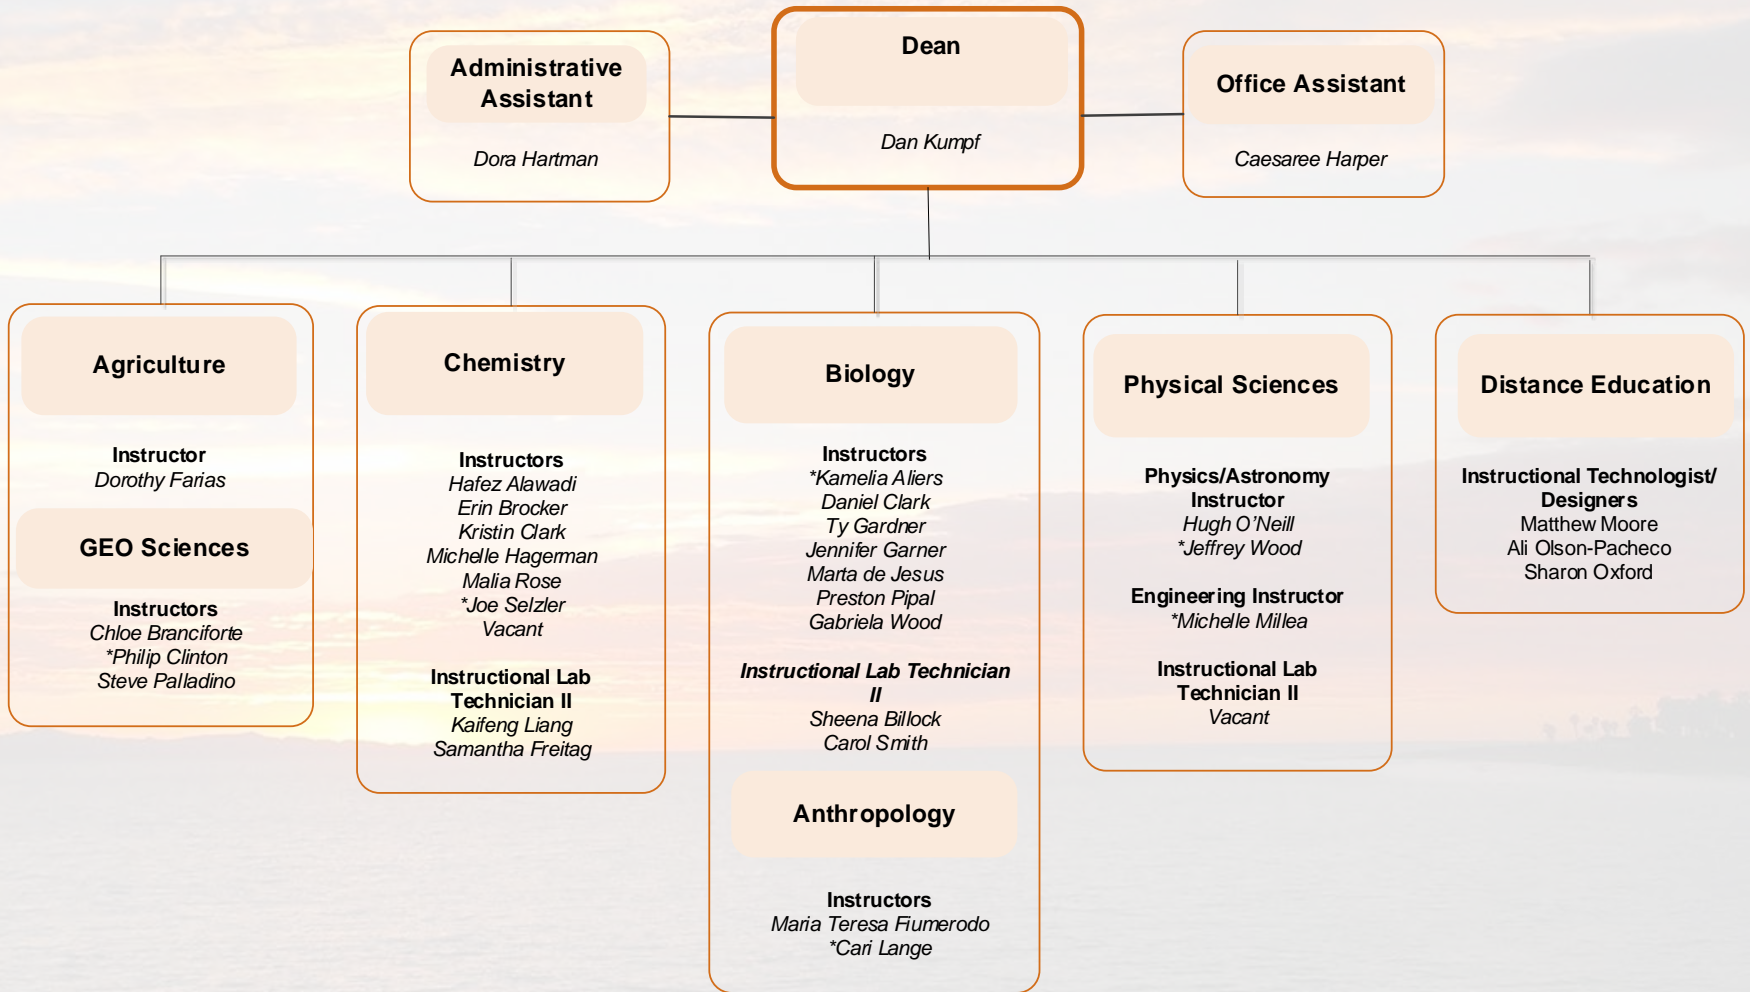 Administrative
Assistant
Dora Hartman
Dean
Dan Kumpf
Office Assistant
Caesaree Harper
Agriculture
Instructor
Dorothy Farias
GEO Sciences
Instructors
Chloe Branciforte
*Philip Clinton
Steve Palladino
Chemistry
Instructors
Hafez Alawadi
Erin Brocker
Kristin Clark
Michelle Hagerman
Malia Rose
*Joe Selzler
Vacant
Instructional Lab
Technician II
Kaifeng Liang
Samantha Freitag
Biology
Instructors
*Kamelia Aliers
Daniel Clark
Ty Gardner
Jennifer Garner
Marta de Jesus
Preston Pipal
Gabriela Wood
Instructional Lab Technician
II
Sheena Billock
Carol Smith
Anthropology
Instructors
Maria Teresa Fiumerodo
*Cari Lange
Physical Sciences
Physics/Astronomy
Instructor
Hugh O’Neill
*Jeffrey Wood
Engineering Instructor
*Michelle Millea
Instructional Lab
Technician II
Vacant
Distance Education
Instructional Technologist/
Designers
Matthew Moore
Ali Olson-Pacheco
Sharon Oxford